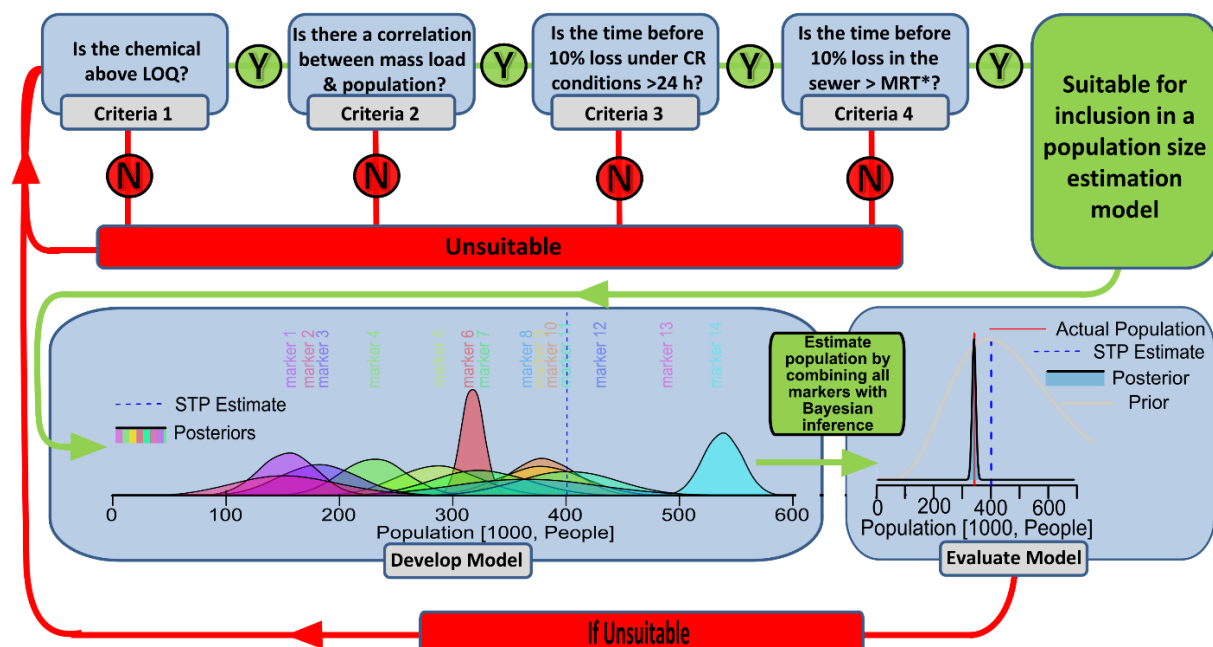 Is the chemical
above LOQ?
Criteria 1
Y
Is there a correlation
between mass load
& population?
Criteria 2
Y
Is the time before
10% loss under CR
conditions >24 h?
Criteria 3
Y
Is the time before
10% loss in the
sewer > MRT*?
Criteria 4
Y
Suitable for
inclusion in a
population size
estimation
model
N
N
N
N
Unsuitable
marker 1
marker 2
marker 3
marker 4
marker 5
marker 6
marker 7
marker 8
marker 10
marker 12
marker 13
marker 14
STP Estimate
Posteriors
0
100
200
300
400
500
600
Population [1000, People]
Develop Model
Estimate
population by
combining all
markers with
Bayesian
inference
Actual Population
STP Estimate
Posterior
Prior
0
200
400
600
Population [1000, People]
Evaluate Model
If Unsuitable